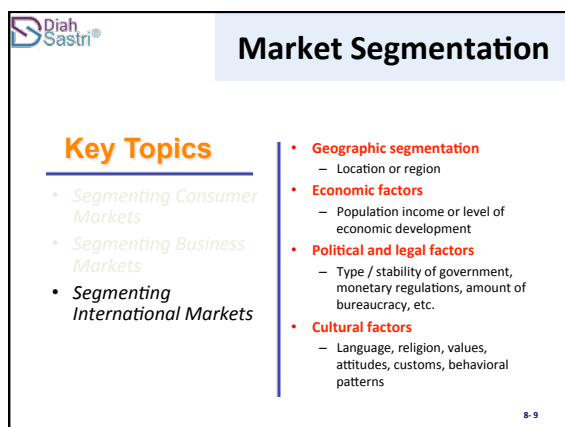 Diah
Sastri®
Market Segmentation
Key Topics
• Segmenting Consumer
Markets
• Segmenting Business
Markets
• Segmenting
International Markets
• Geographic segmentation
– Location or region
• Economic factors
– Population income or level of
economic development
• Political and legal factors
– Type / stability of government,
monetary regulations, amount of
bureaucracy, etc.
• Cultural factors
– Language, religion, values,
attitudes, customs, behavioral
patterns
8- 9